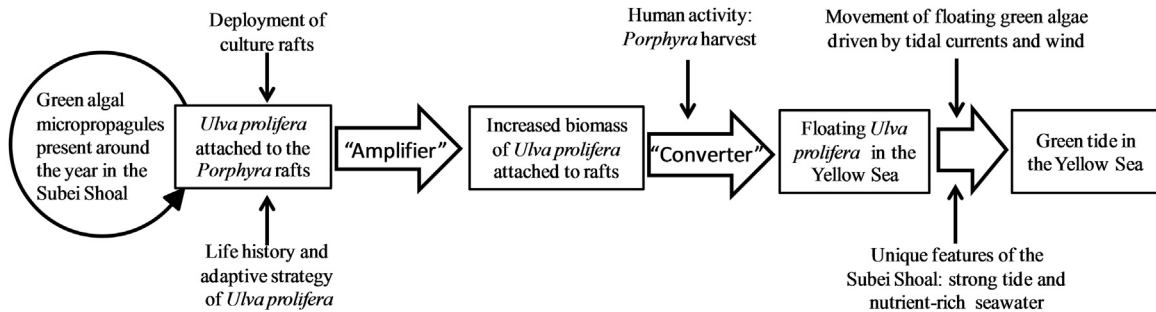 Deployment of
culture rafts
Human activity:
Porphyra harvest
Movement of floating green algae
driven by tidal currents and wind
Green algal
micropropagules
present around
the year in the
Subei Shoal
Ulva prolifera
attached to the
Porphyra rafts
“Amplifier”
Increased biomass
of Ulva prolifera
attached to rafts
“Converter”
Floating Ulva
prolifera in the
Yellow Sea
Green tide in
the Yellow Sea
Life history and
adaptive strategy
of Ulva prolifera
Unique features of the
Subei Shoal: strong tide and
nutrient-rich seawater